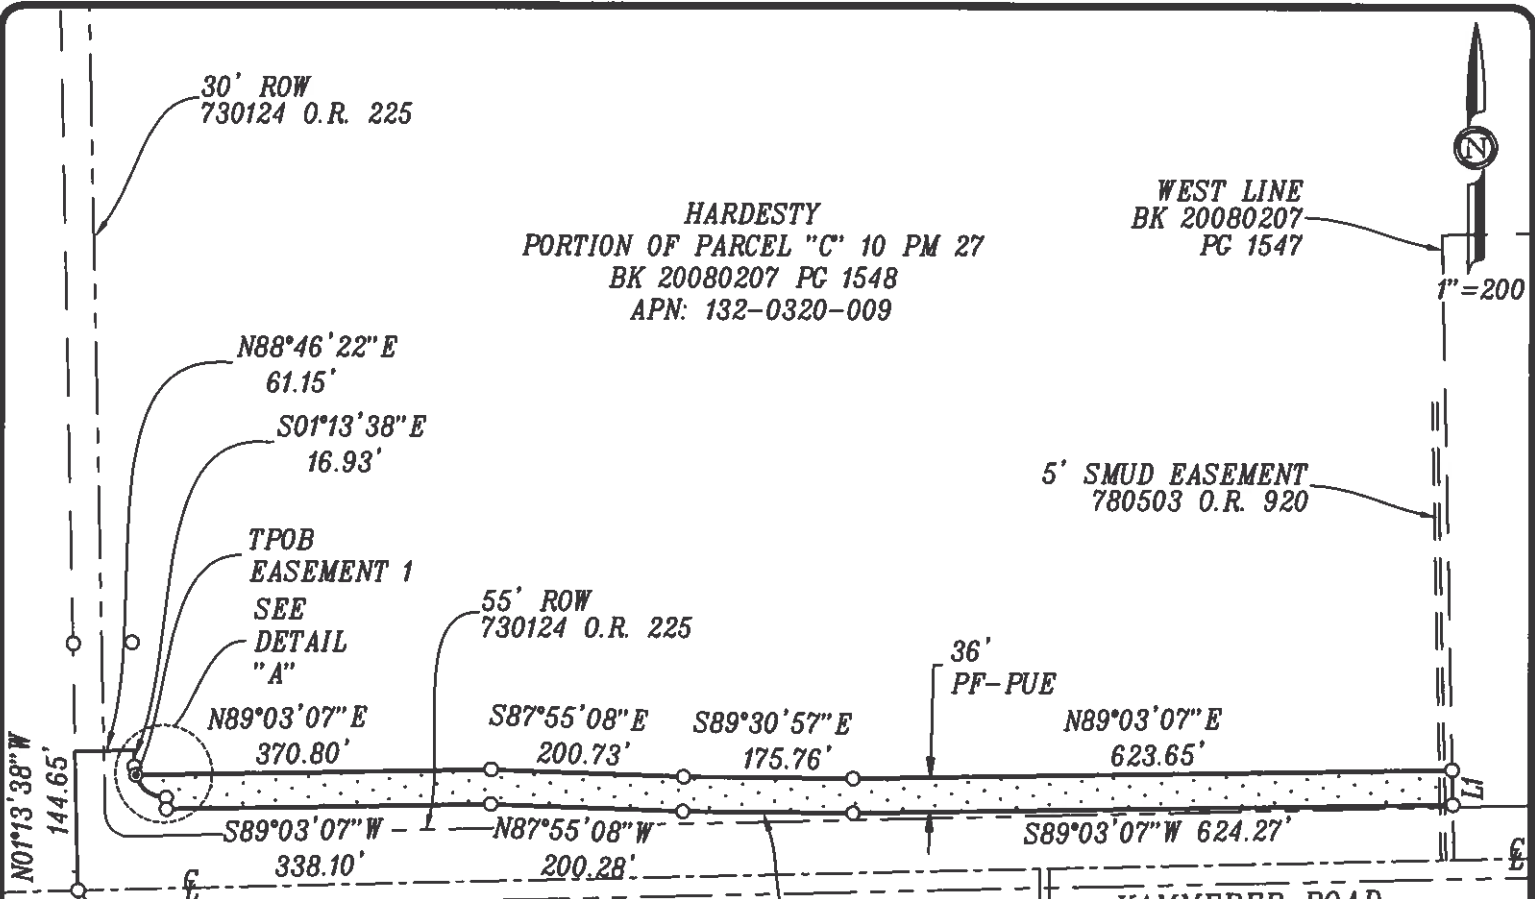 30' ROW
730124 O.R. 225
HARDESTY
PORTION OF PARCEL "C" 10 PM 27
BK 20080207 PG 1548
APN: 132-0320-009
WEST LINE
BK 20080207
PG 1547
N
1"=200
N88°46'22"E
61.15'
S01°13'38"E
16.93'
5' SMUD EASEMENT
780503 O.R. 920
TPOB
EASEMENT 1
SEE
DETAIL
"A"
55' ROW
730124 O.R. 225
36'
PF-PUE
N89°03'07"E
370.80'
S87°55'08"E
200.73'
S89°30'57"E
175.76'
N89°03'07"E
623.65'
L1
N01°13'38"W
144.65'
S89°03'07"W
338.10'
N87°55'08"W
200.28'
S89°03'07"W 624.27'
℄
℄
KAMMERER ROAD